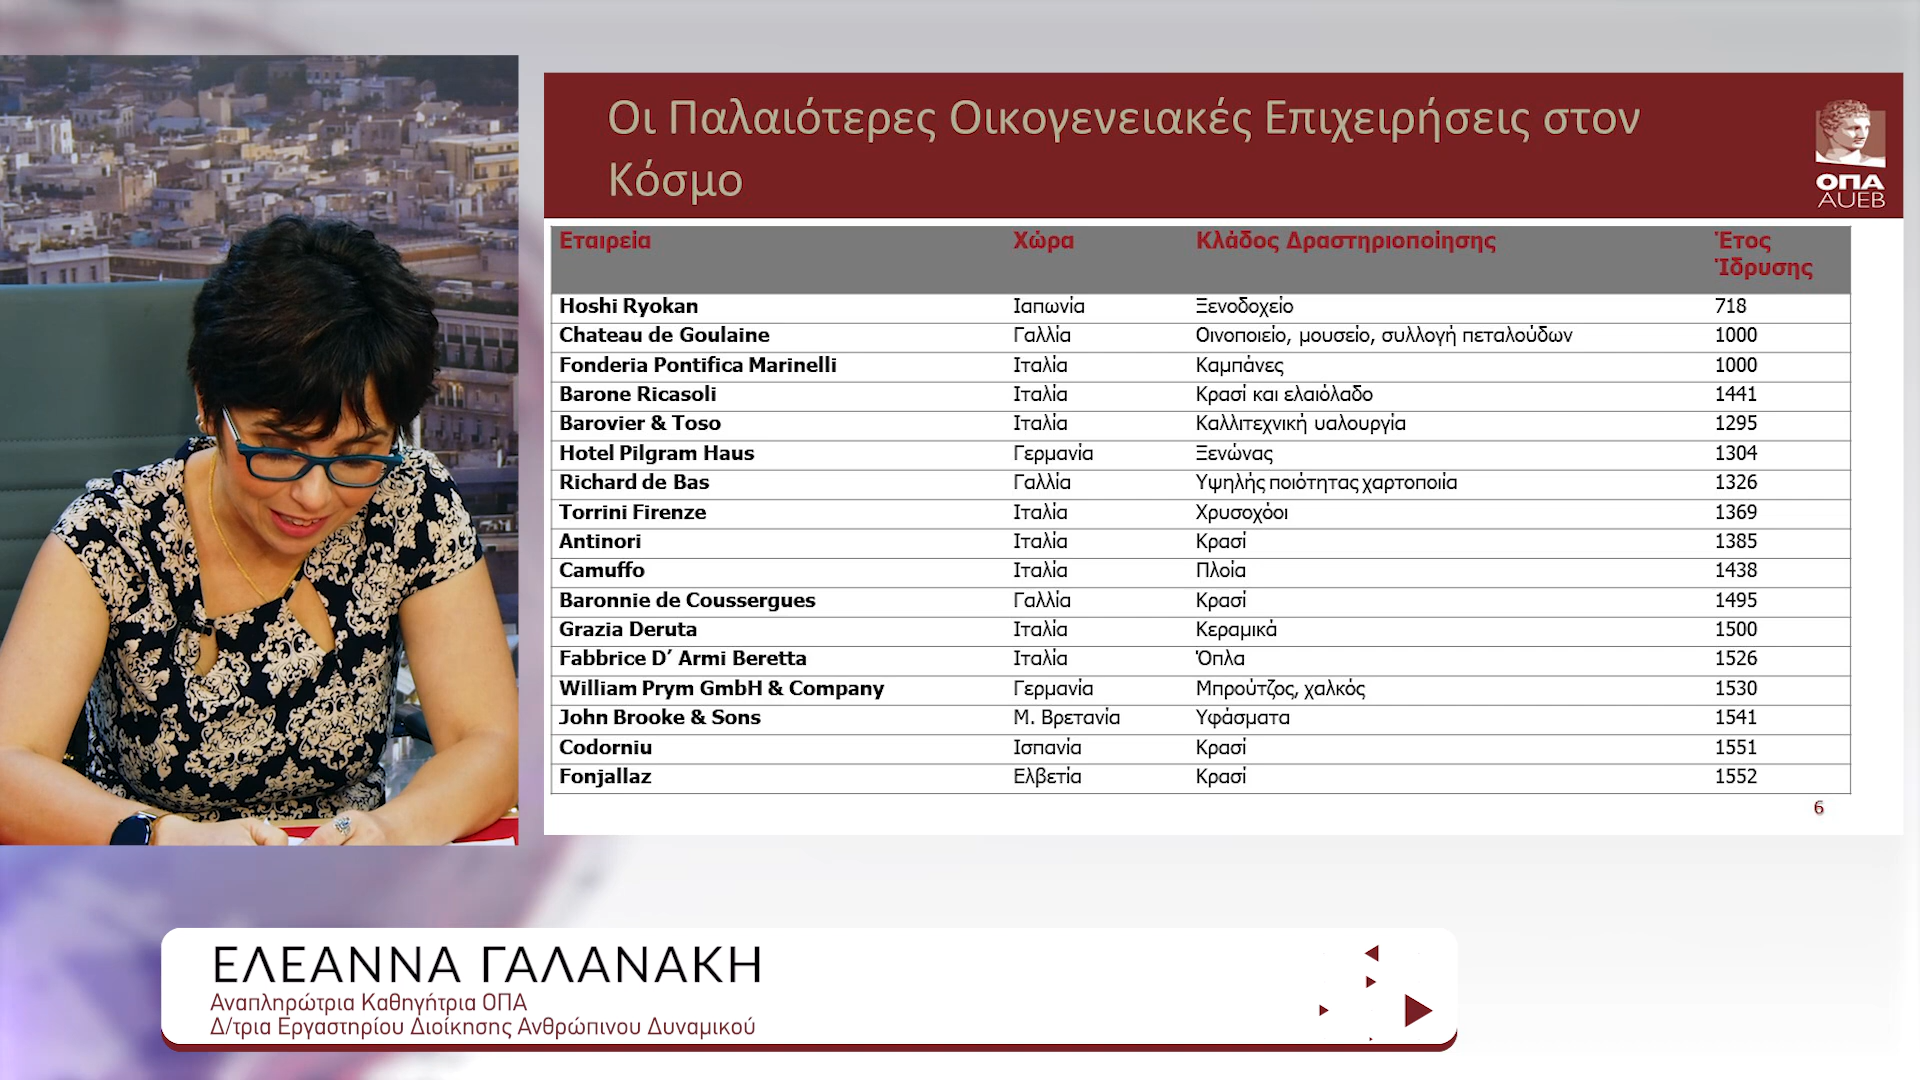 Οι Παλαιότερες Οικογενειακές Επιχειρήσεις στον
Κόσμο
ΟΠΑ
AUEB
Εταιρεία Χώρα Κλάδος Δραστηριοποίησης Έτος Ίδρυσης
Hoshi Ryokan Ιαπωνία Ξενοδοχείο 718
Chateau de Goulaine Γαλλία Οινοποιείο, μουσείο, συλλογή πεταλούδων 1000
Fonderia Pontifica Marinelli Ιταλία Καμπάνες 1000
Barone Ricasoli Ιταλία Κρασί και ελαιόλαδο 1441
Barovier & Toso Ιταλία Καλλιτεχνική υαλουργία 1295
Hotel Pilgram Haus Γερμανία Ξενώνας 1304
Richard de Bas Γαλλία Υψηλής ποιότητας χαρτοποιία 1326
Torrini Firenze Ιταλία Χρυσοχόοι 1369
Antinori Ιταλία Κρασί 1385
Camuffo Ιταλία Πλοία 1438
Baronnie de Coussergues Γαλλία Κρασί 1495
Grazia Deruta Ιταλία Κεραμικά 1500
Fabbrice D’ Armi Beretta Ιταλία Όπλα 1526
William Prym GmbH & Company Γερμανία Μπρούτζος, χαλκός 1530
John Brooke & Sons Μ. Βρετανία Υφάσματα 1541
Codorniu Ισπανία Κρασί 1551
Fonjallaz Ελβετία Κρασί 1552
6
ΕΛΕΑΝΝΑ ΓΑΛΑΝΑΚΗ
Αναπληρώτρια Καθηγήτρια ΟΠΑ
Δ/τρια Εργαστηρίου Διοίκησης Ανθρώπινου Δυναμικού